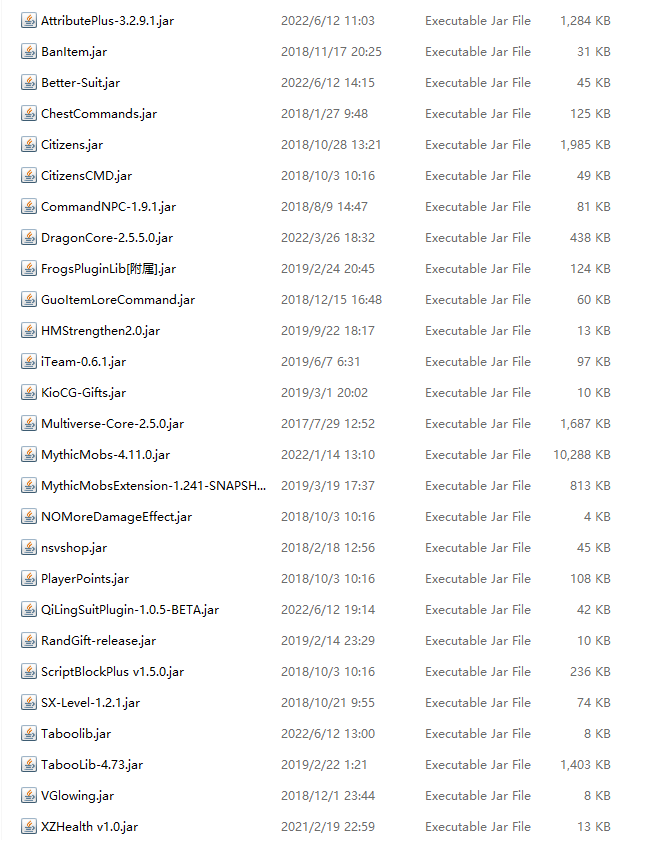 AttributePlus-3.2.9.1.jar 2022/6/12 11:03 Executable Jar File 1,284 KB
BanItem.jar 2018/11/17 20:25 Executable Jar File 31 KB
Better-Suit.jar 2022/6/12 14:15 Executable Jar File 45 KB
ChestCommands.jar 2018/1/27 9:48 Executable Jar File 125 KB
Citizens.jar 2018/10/28 13:21 Executable Jar File 1,985 KB
CitizensCMD.jar 2018/10/3 10:16 Executable Jar File 49 KB
CommandNPC-1.9.1.jar 2018/8/9 14:47 Executable Jar File 81 KB
DragonCore-2.5.5.0.jar 2022/3/26 18:32 Executable Jar File 438 KB
FrogsPluginLib[附属].jar 2019/2/24 20:45 Executable Jar File 124 KB
GuoItemLoreCommand.jar 2018/12/15 16:48 Executable Jar File 60 KB
HMStrengthen2.0.jar 2019/9/22 18:17 Executable Jar File 13 KB
iTeam-0.6.1.jar 2019/6/7 6:31 Executable Jar File 97 KB
KioCG-Gifts.jar 2019/3/1 20:02 Executable Jar File 10 KB
Multiverse-Core-2.5.0.jar 2017/7/29 12:52 Executable Jar File 1,687 KB
MythicMobs-4.11.0.jar 2022/1/14 13:10 Executable Jar File 10,288 KB
MythicMobsExtension-1.241-SNAPSH... 2019/3/19 17:37 Executable Jar File 813 KB
NOMoreDamageEffect.jar 2018/10/3 10:16 Executable Jar File 4 KB
nsvshop.jar 2018/2/18 12:56 Executable Jar File 45 KB
PlayerPoints.jar 2018/10/3 10:16 Executable Jar File 108 KB
QiLingSuitPlugin-1.0.5-BETA.jar 2022/6/12 19:14 Executable Jar File 42 KB
RandGift-release.jar 2019/2/14 23:29 Executable Jar File 10 KB
ScriptBlockPlus v1.5.0.jar 2018/10/3 10:16 Executable Jar File 236 KB
SX-Level-1.2.1.jar 2018/10/21 9:55 Executable Jar File 74 KB
Taboolib.jar 2022/6/12 13:00 Executable Jar File 8 KB
TabooLib-4.73.jar 2019/2/22 1:21 Executable Jar File 1,403 KB
VGlowing.jar 2018/12/1 23:44 Executable Jar File 8 KB
XZHealth v1.0.jar 2021/2/19 22:59 Executable Jar File 13 KB